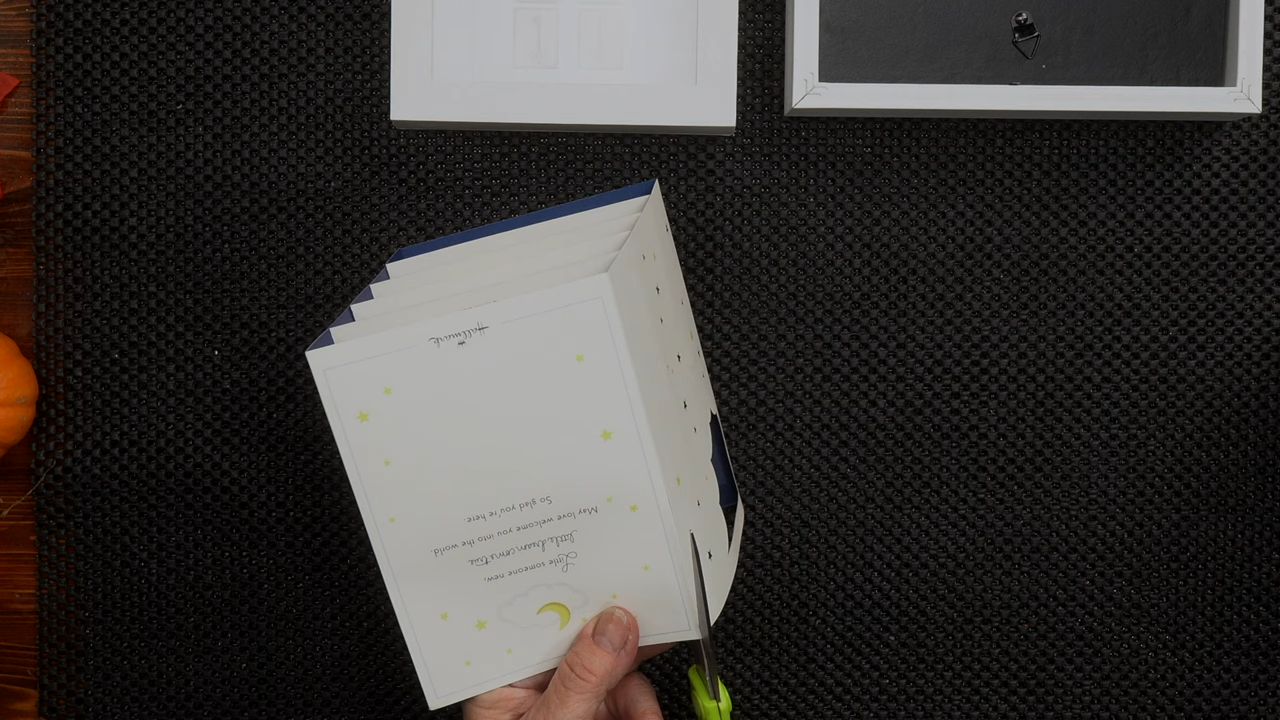 Little someone new,
little dream come true
May love welcome you into the world.
So glad you're here.
Hallmark